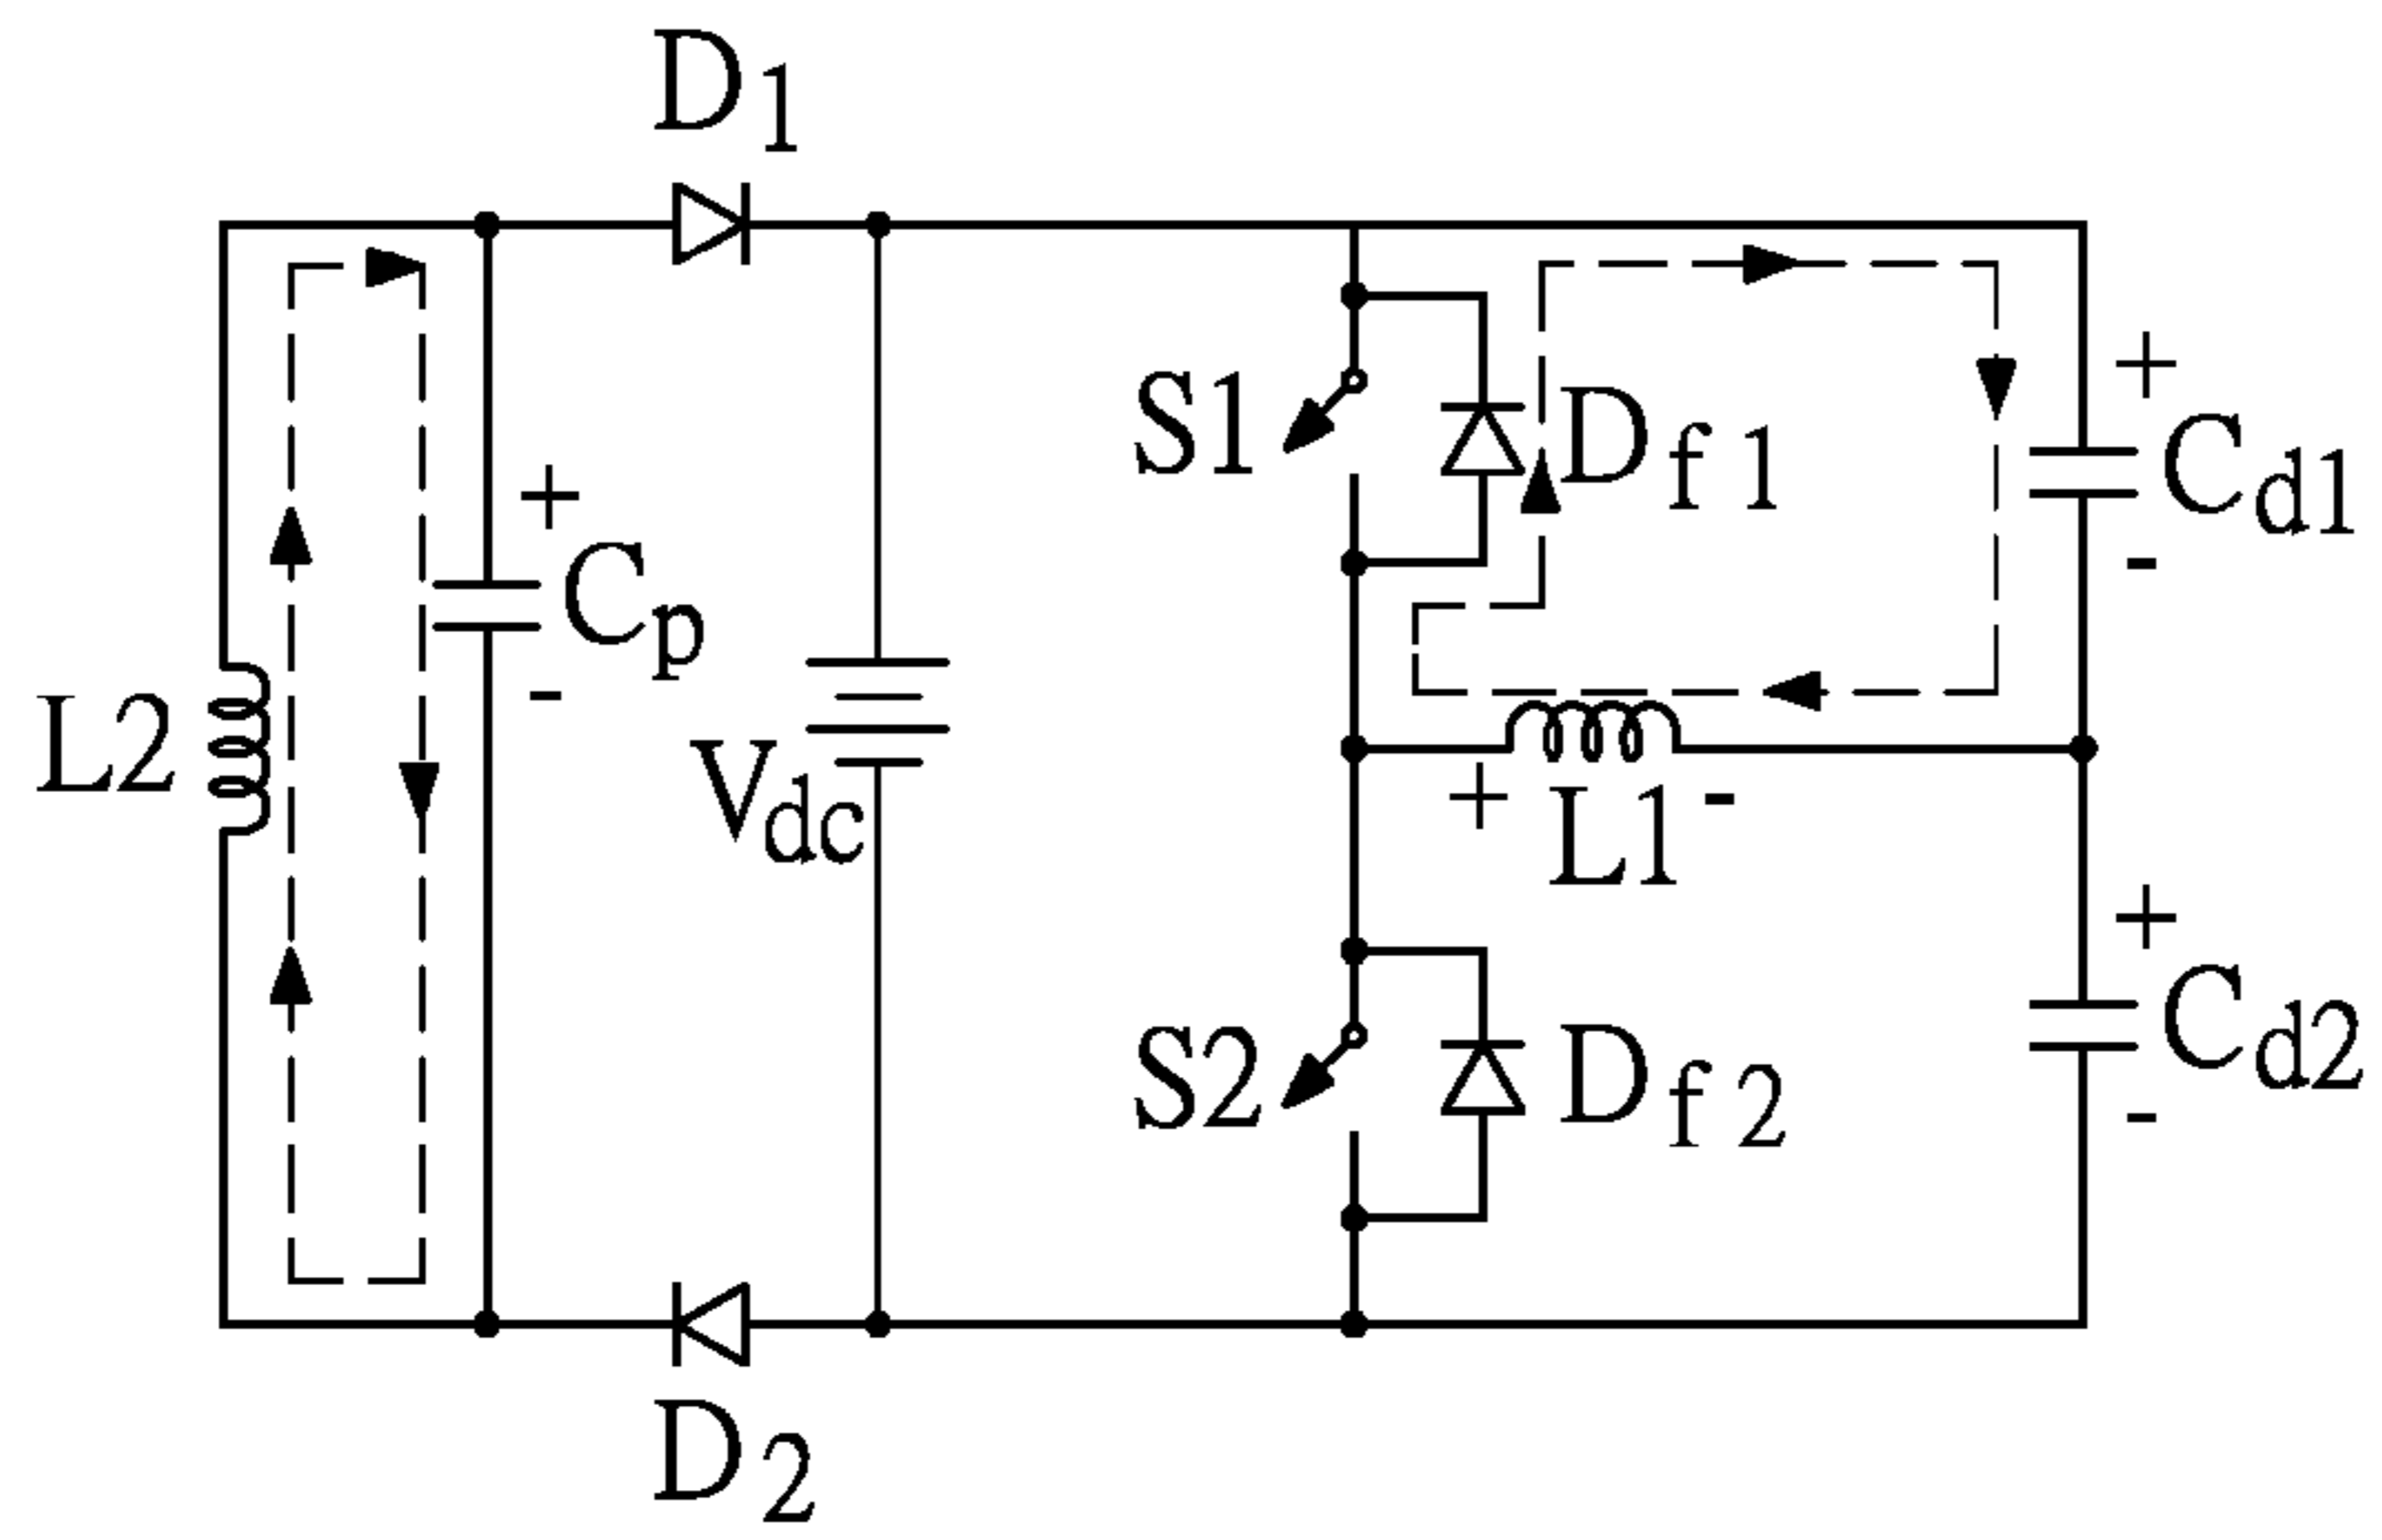 D1
+
S1
Df1
+
Cd1
-
+
Cp
-
L2
Vdc
+ L1 -
S2
Df2
+
Cd2
-
D2